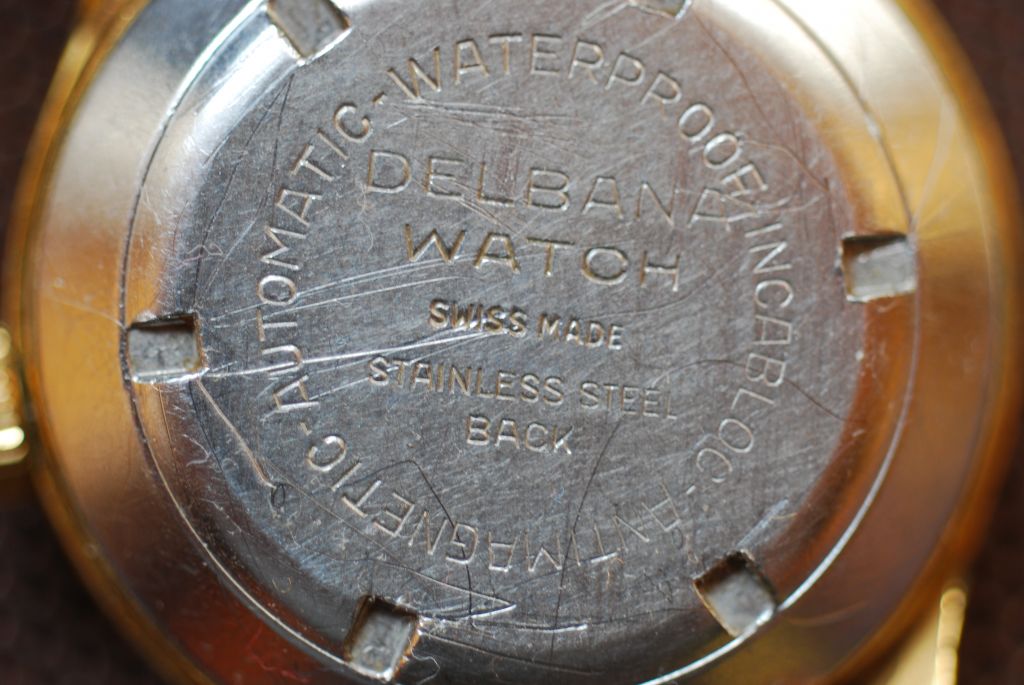 AUTOMATIC-WATERPROOF INCABLOC-ANTIMAGNETIC-
DELBANA
WATCH
SWISS MADE
STAINLESS STEEL
BACK